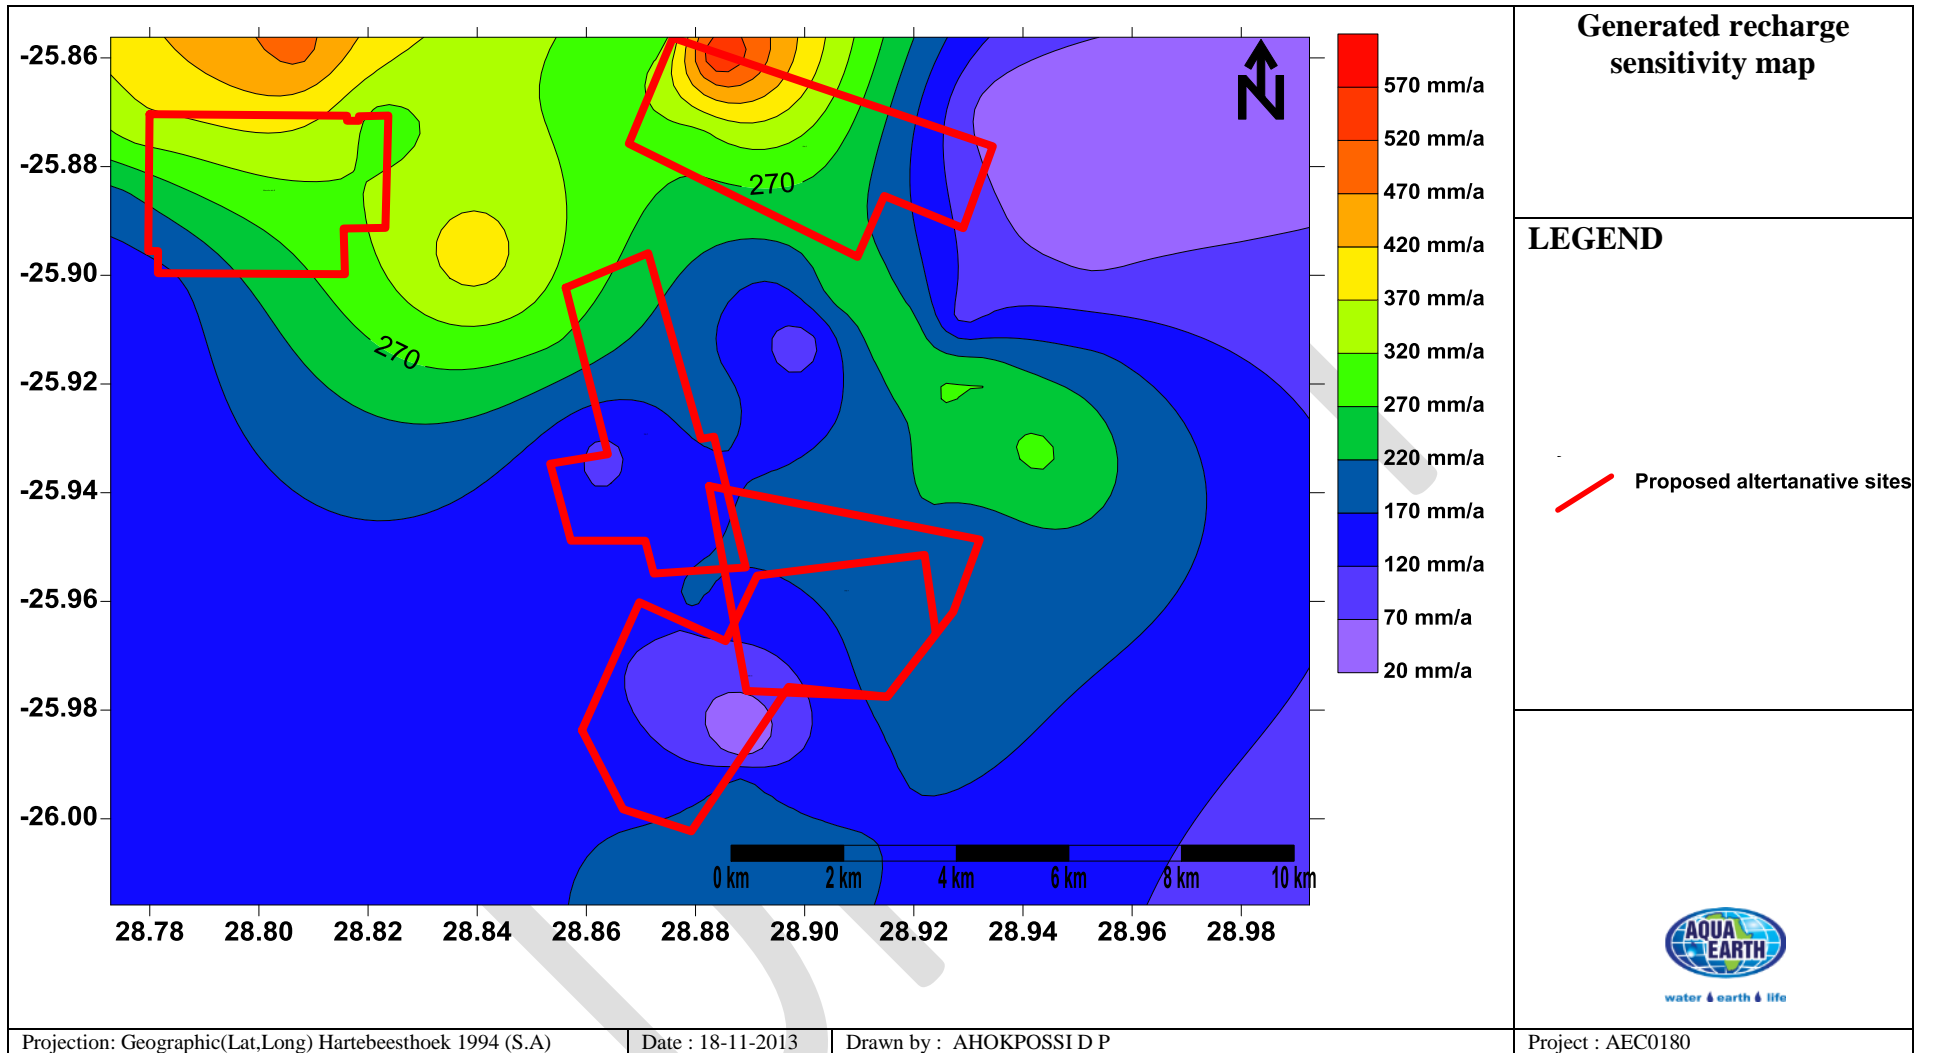 Generated recharge
sensitivity map
LEGEND
Proposed altertanative sites
-25.86
-25.88
-25.90
-25.92
-25.94
-25.96
-25.98
-26.00
28.78 28.80 28.82 28.84 28.86 28.88 28.90 28.92 28.94 28.96 28.98
270
270
N
570 mm/a
520 mm/a
470 mm/a
420 mm/a
370 mm/a
320 mm/a
270 mm/a
220 mm/a
170 mm/a
120 mm/a
70 mm/a
20 mm/a
0 km 2 km 4 km 6 km 8 km 10 km
AQUA
EARTH
water earth life
Projection: Geographic(Lat,Long) Hartebeesthoek 1994 (S.A)
Date : 18-11-2013
Drawn by : AHOKPOSSI D P
Project : AEC0180